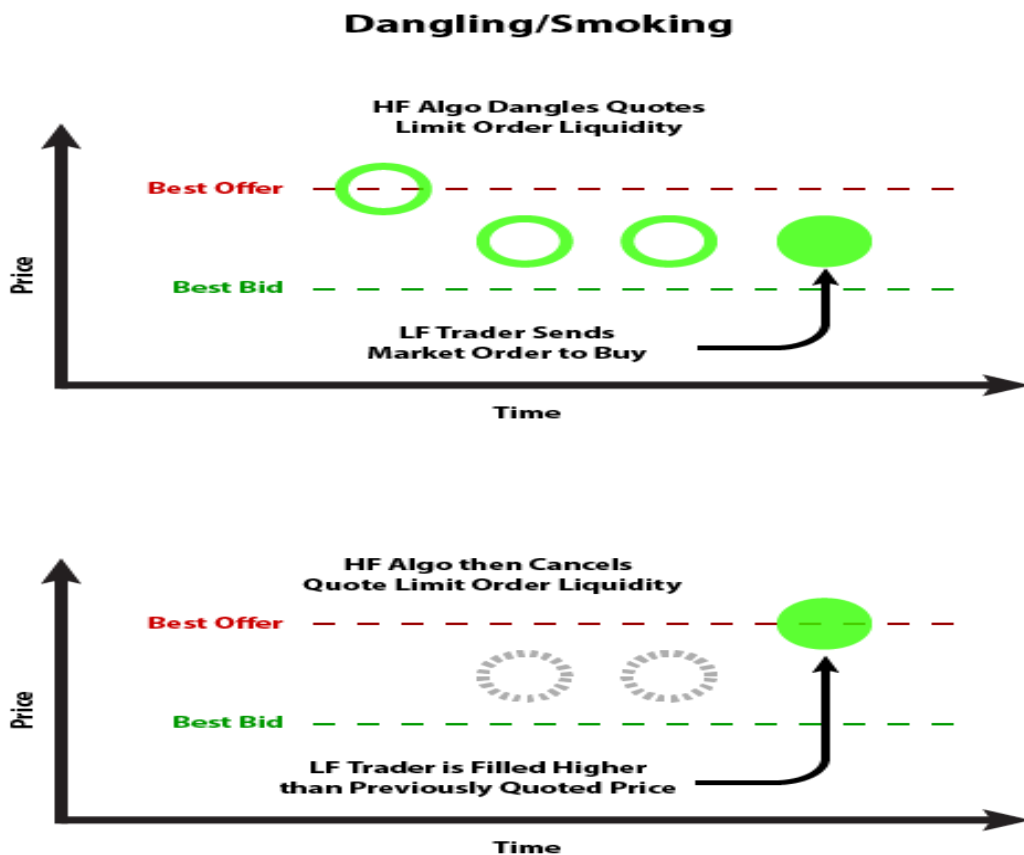 Dangling/Smoking
HF Algo Dangles Quotes
Limit Order Liquidity
Best Offer
Best Bid
Price
LF Trader Sends
Market Order to Buy
Time
HF Algo then Cancels
Quote Limit Order Liquidity
Best Offer
Best Bid
Price
LF Trader is Filled Higher
than Previously Quoted Price
Time